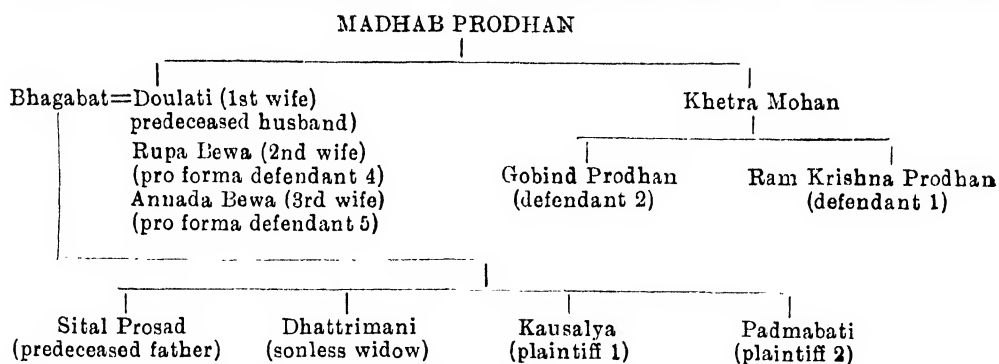 MADHAB PRODHAN
Bhagabat=Doulati (1st wife)
predeceased husband)
Rupa Bewa (2nd wife)
(pro forma defendant 4)
Annada Bewa (3rd wife)
(pro forma defendant 5)
Khetra Mohan
Gobind Prodhan
(defendant 2)
Ram Krishna Prodhan
(defendant 1)
Sital Prosad
(predeceased father)
Dhattrimani
(sonless widow)
Kausalya
(plaintiff 1)
Padmabati
(plaintiff 2)